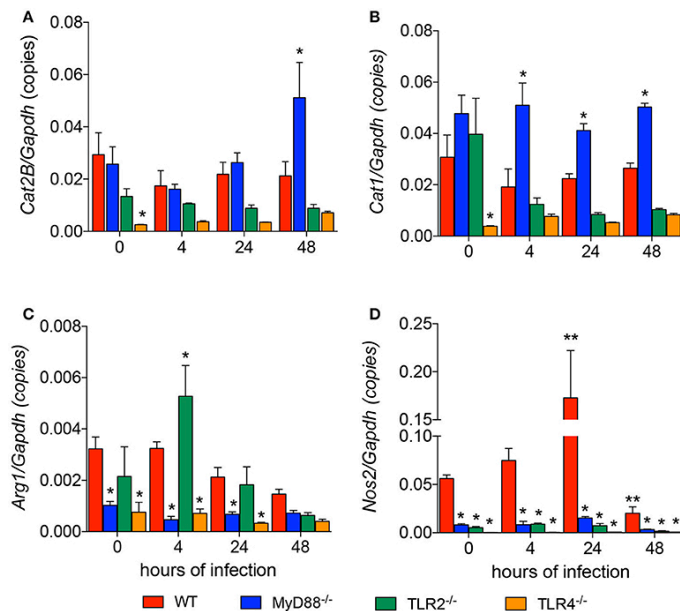 A
Cat2B/Gapdh (copies)
0.08
0.06
0.04
0.02
0.00
*
*
0 4 24 48
B
Cat1/Gapdh (copies)
0.08
0.06
0.04
0.02
0.00
*
*
*
*
0 4 24 48
C
Arg1/Gapdh (copies)
0.008
0.006
0.004
0.002
0.000
*
* * * * * *
0 4 24 48
hours of infection
D
Nos2/Gapdh (copies)
0.25
0.20
0.15
0.10
0.05
0.00
**
**
* * * * * * * * * * * *
0 4 24 48
hours of infection
WT MyD88-/- TLR2-/- TLR4-/-